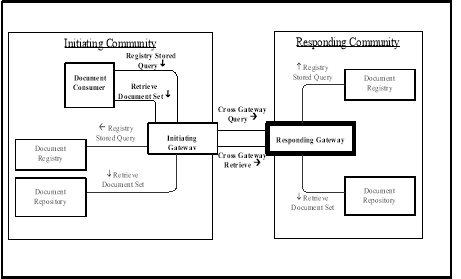 Initiating Community
Registry Stored
Query ↓
Document
Consumer
Retrieve
Document Set ↓
← Registry
Stored Query
Initiating
Gateway
Document
Registry
↓ Retrieve
Document Set
Document
Repository
Cross Gateway
Query →
Cross Gateway
Retrieve →
Responding Community
↑ Registry
Stored Query
Document
Registry
Responding Gateway
↓ Retrieve
Document Set
Document
Repository